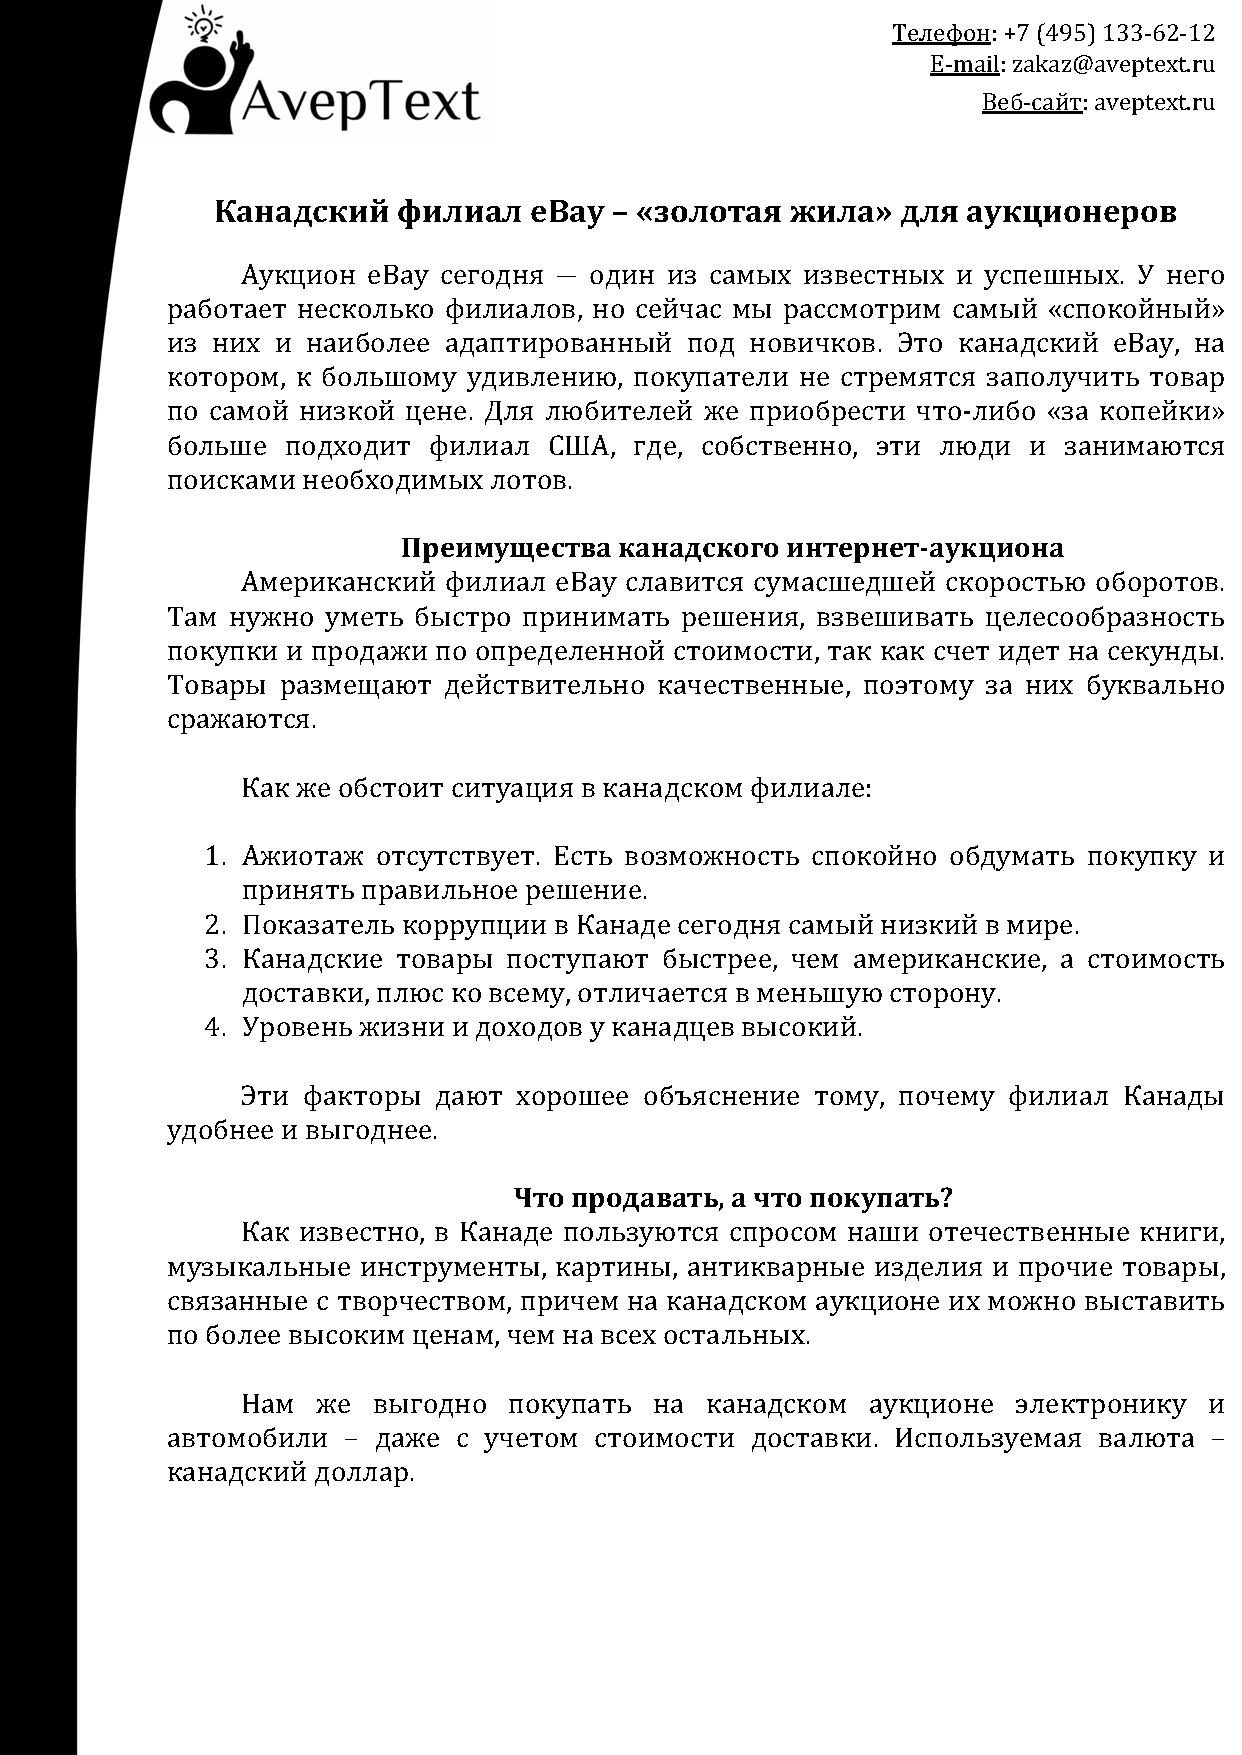 AvepText
Телефон: +7 (495) 133-62-12
E-mail: zakaz@aveptext.ru
Веб-сайт: aveptext.ru
Канадский филиал eBay – «золотая жила» для аукционеров
Аукцион eBay сегодня — один из самых известных и успешных. У него
работает несколько филиалов, но сейчас мы рассмотрим самый «спокойный»
из них и наиболее адаптированный под новичков. Это канадский eBay, на
котором, к большому удивлению, покупатели не стремятся заполучить товар
по самой низкой цене. Для любителей же приобрести что-либо «за копейки»
больше подходит филиал США, где, собственно, эти люди и занимаются
поисками необходимых лотов.
Преимущества канадского интернет-аукциона
Американский филиал eBay славится сумасшедшей скоростью оборотов.
Там нужно уметь быстро принимать решения, взвешивать целесообразность
покупки и продажи по определенной стоимости, так как счет идет на секунды.
Товары размещают действительно качественные, поэтому за них буквально
сражаются.
Как же обстоит ситуация в канадском филиале:
1. Ажиотаж отсутствует. Есть возможность спокойно обдумать покупку и
принять правильное решение.
2. Показатель коррупции в Канаде сегодня самый низкий в мире.
3. Канадские товары поступают быстрее, чем американские, а стоимость
доставки, плюс ко всему, отличается в меньшую сторону.
4. Уровень жизни и доходов у канадцев высокий.
Эти факторы дают хорошее объяснение тому, почему филиал Канады
удобнее и выгоднее.
Что продавать, а что покупать?
Как известно, в Канаде пользуются спросом наши отечественные книги,
музыкальные инструменты, картины, антикварные изделия и прочие товары,
связанные с творчеством, причем на канадском аукционе их можно выставить
по более высоким ценам, чем на всех остальных.
Нам же выгодно покупать на канадском аукционе электронику и
автомобили – даже с учетом стоимости доставки. Используемая валюта –
канадский доллар.